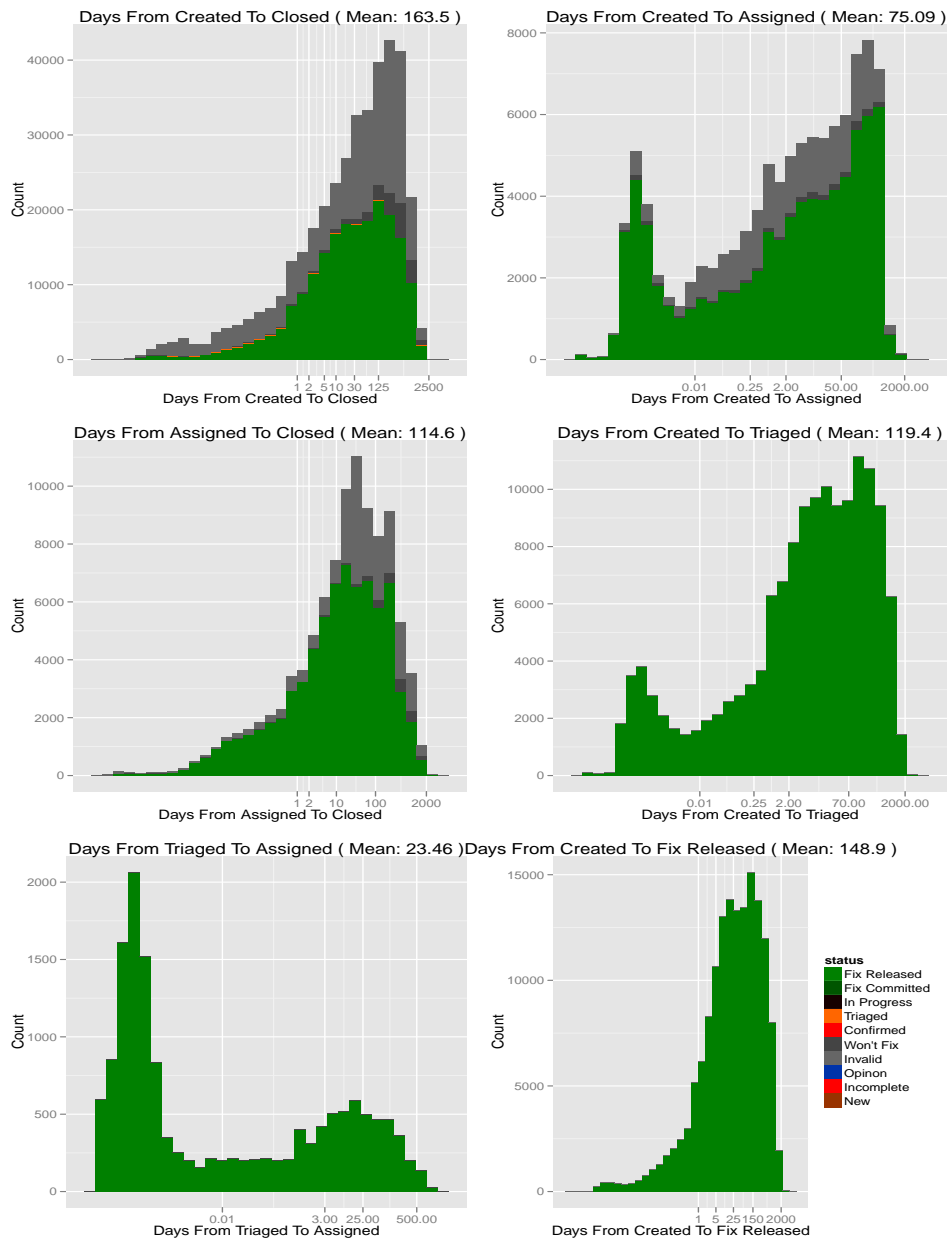 Days From Created To Closed ( Mean: 163.5 )
Count
40000
30000
20000
10000
0
1 2 5 10 30 125 2500
Days From Created To Closed
Days From Created To Assigned ( Mean: 75.09 )
Count
8000
6000
4000
2000
0
0.01 0.25 2.00 50.00 2000.00
Days From Created To Assigned
Days From Assigned To Closed ( Mean: 114.6 )
Count
10000
8000
6000
4000
2000
0
1 2 10 100 2000
Days From Assigned To Closed
Days From Created To Triaged ( Mean: 119.4 )
Count
10000
8000
6000
4000
2000
0
0.01 0.25 2.00 70.00 2000.00
Days From Created To Triaged
Days From Triaged To Assigned ( Mean: 23.46 )
Count
2000
1500
1000
500
0
0.01 3.00 25.00 500.00
Days From Triaged To Assigned
Days From Created To Fix Released ( Mean: 148.9 )
Count
15000
10000
5000
0
1 5 25 150 2000
Days From Created To Fix Released
status
Fix Released
Fix Committed
In Progress
Triaged
Confirmed
Won't Fix
Invalid
Opinon
Incomplete
New